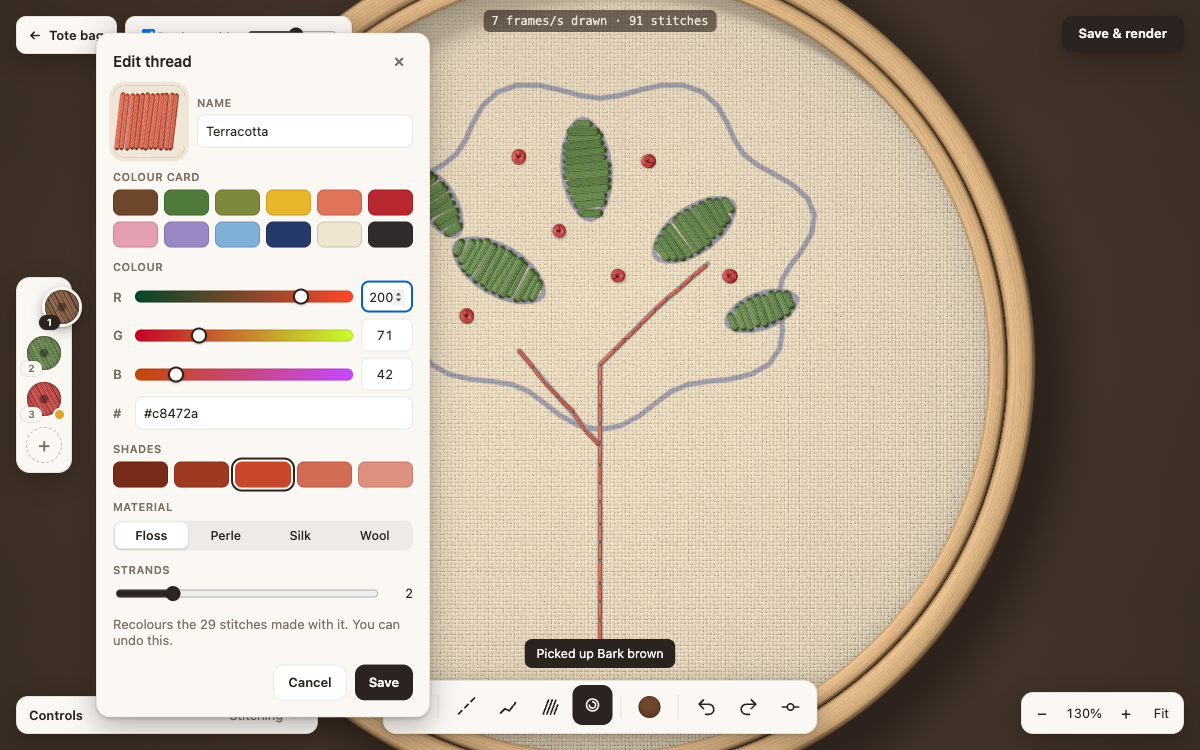 7 frames/s drawn · 91 stitches
← Tote bag
Save & render
Edit thread
×
NAME
Terracotta
COLOUR CARD
COLOUR
R 200
G 71
B 42
# #c8472a
SHADES
MATERIAL
Floss Perle Silk Wool
STRANDS
2
Recolours the 29 stitches made with it. You can
undo this.
Cancel Save
1
2
3
+
Picked up Bark brown
Controls
Stitching
− 130% + Fit